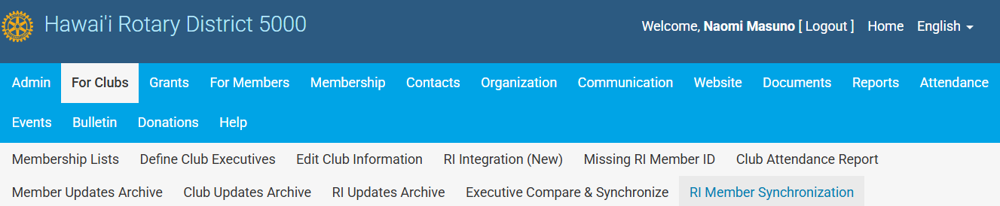 Hawai'i Rotary District 5000
Welcome, Naomi Masuno [ Logout ] Home English
Admin For Clubs Grants For Members Membership Contacts Organization Communication Website Documents Reports Attendance
Events Bulletin Donations Help
Membership Lists Define Club Executives Edit Club Information RI Integration (New) Missing RI Member ID Club Attendance Report
Member Updates Archive Club Updates Archive RI Updates Archive Executive Compare & Synchronize RI Member Synchronization